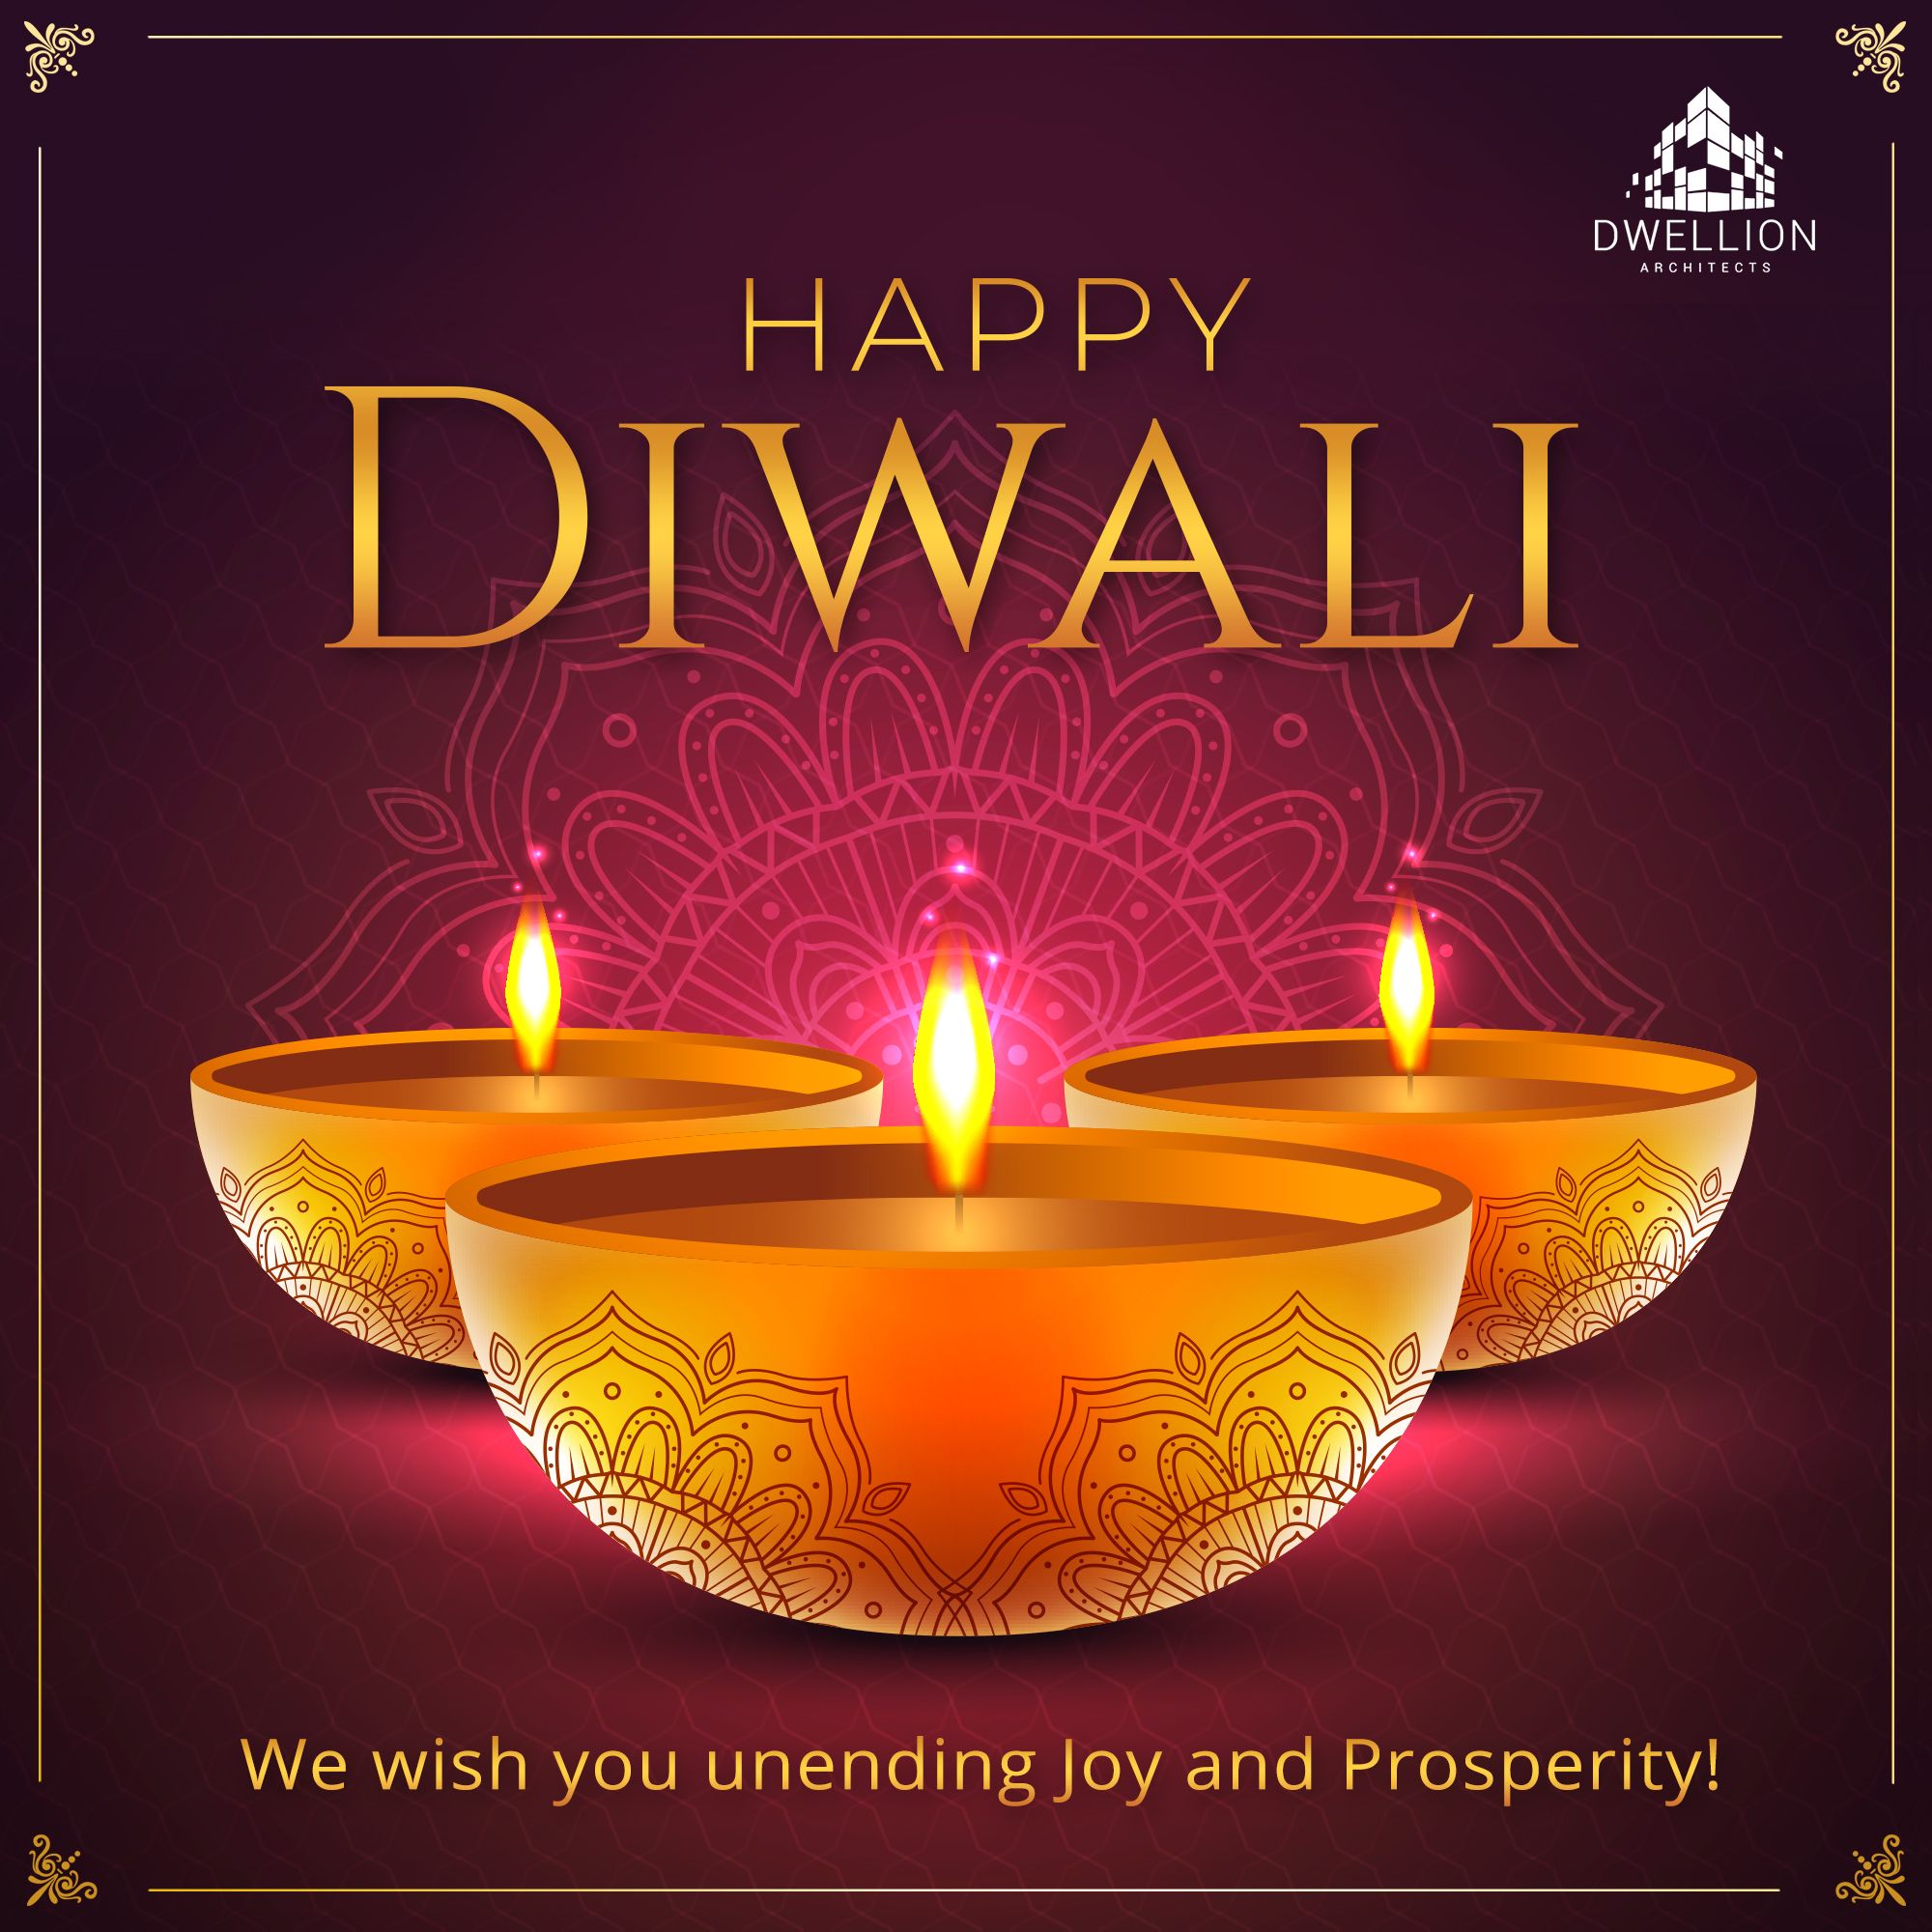 DWELLION
ARCHITECTS
HAPPY
DIWALI
We wish you unending Joy and Prosperity!